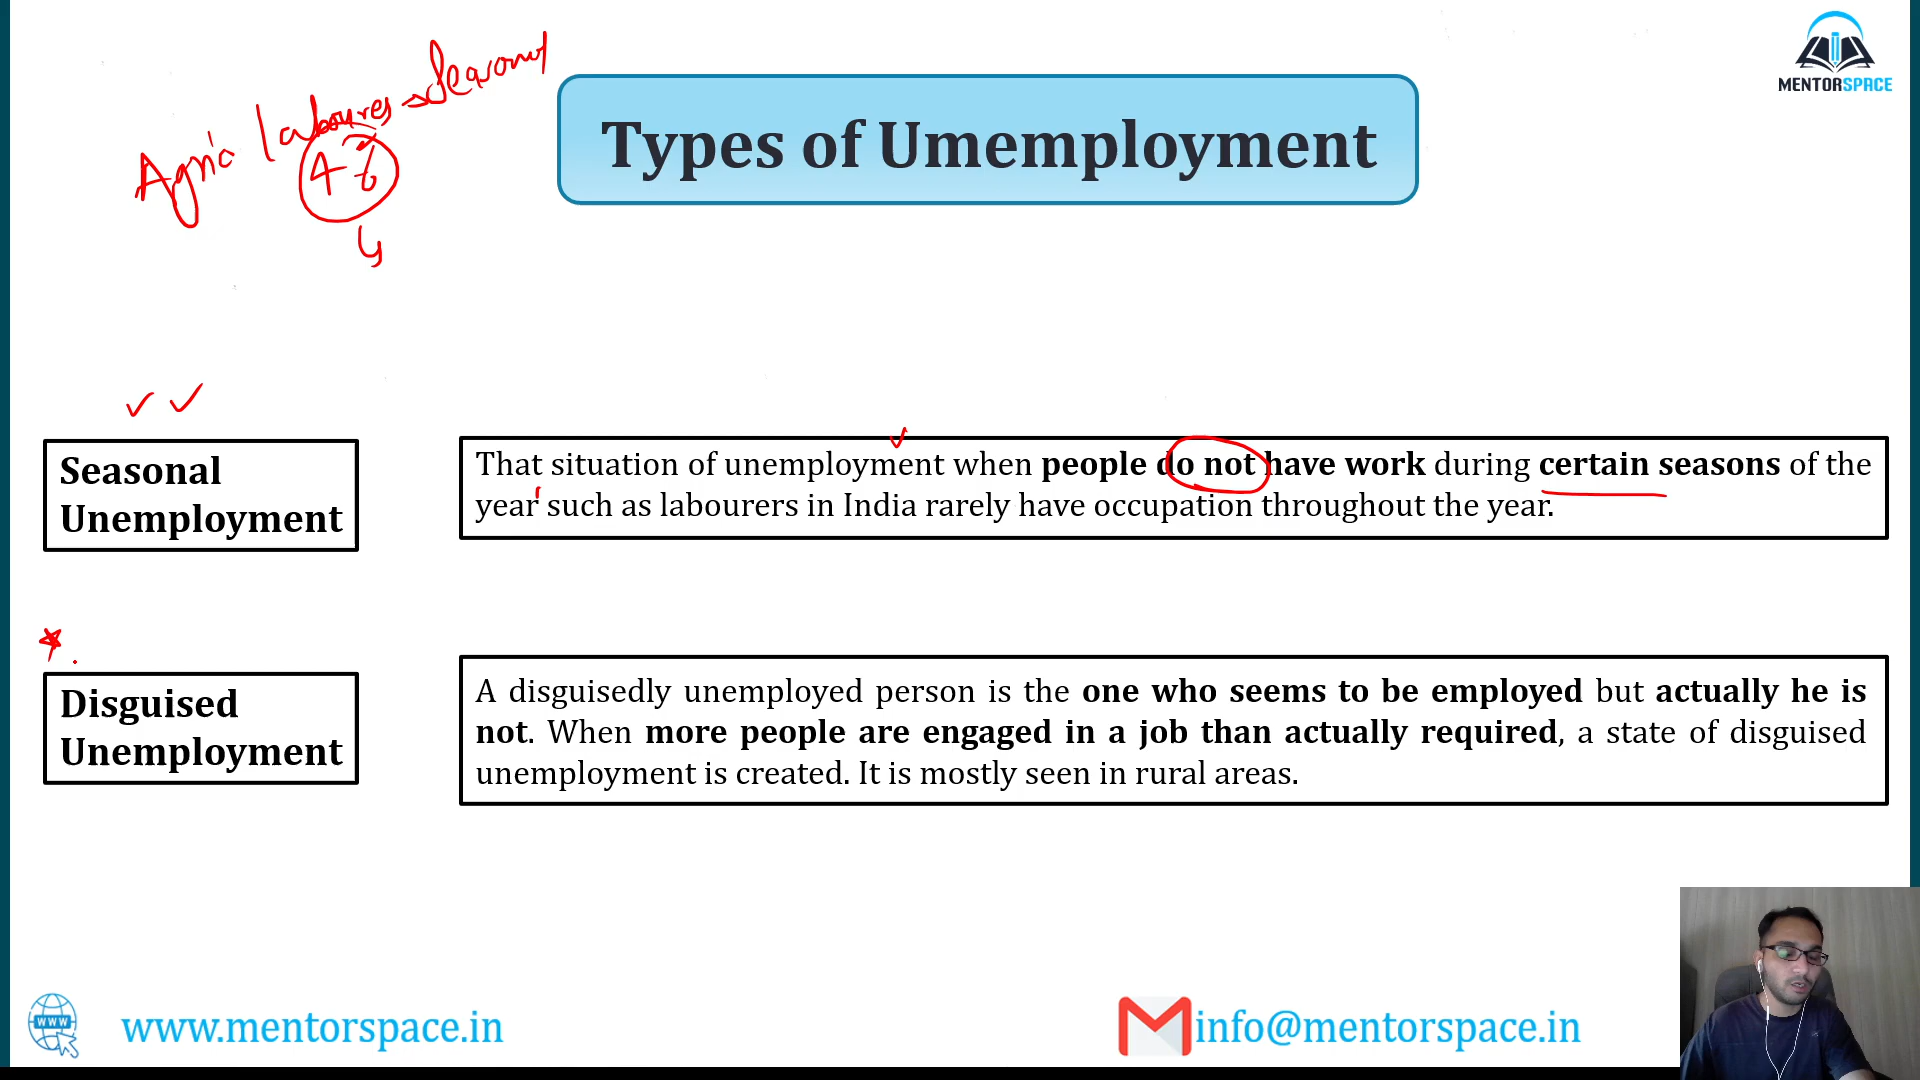 MENTORSPACE
Agric labourers → Seasonal
4-6
Types of Umemployment
Seasonal
Unemployment
That situation of unemployment when people do not have work during certain seasons of the
year such as labourers in India rarely have occupation throughout the year.
Disguised
Unemployment
A disguisedly unemployed person is the one who seems to be employed but actually he is
not. When more people are engaged in a job than actually required, a state of disguised
unemployment is created. It is mostly seen in rural areas.
WWW
www.mentorspace.in
info@mentorspace.in